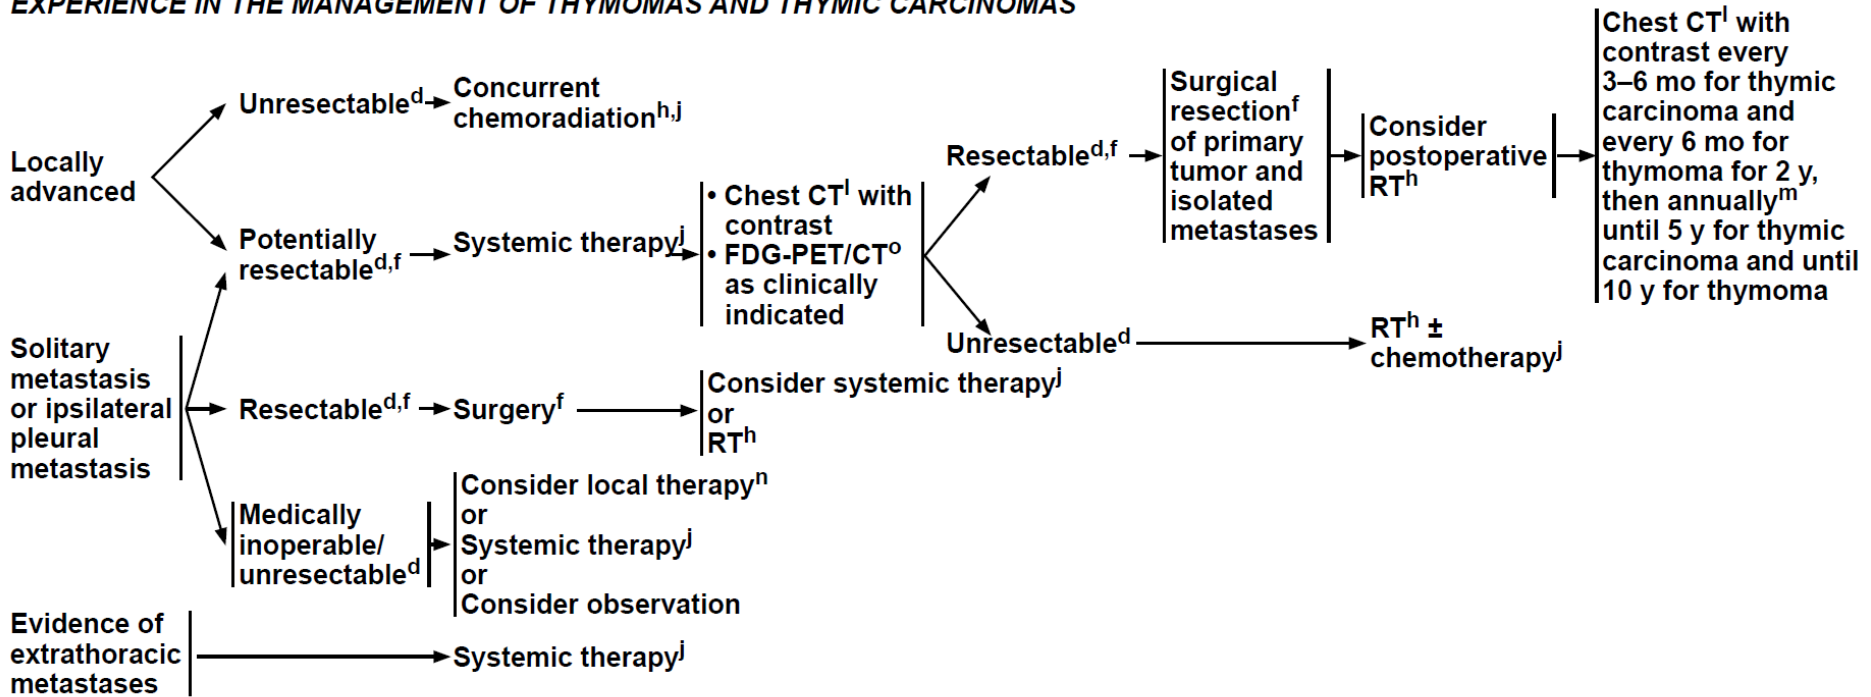 EXPERIENCE IN THE MANAGEMENT OF THYMOMAS AND THYMIC CARCINOMAS
Locally
advanced
Unresectableᵈ
Concurrent
chemoradiationʰ,ʲ
Potentially
resectableᵈ,ᶠ
Systemic therapyʲ
• Chest CTˡ with
contrast
• FDG-PET/CTᵒ
as clinically
indicated
Resectableᵈ,ᶠ
Surgical
resectionᶠ
of primary
tumor and
isolated
metastases
Consider
postoperative
RTʰ
Chest CTˡ with
contrast every
3–6 mo for thymic
carcinoma and
every 6 mo for
thymoma for 2 y,
then annuallyᵐ
until 5 y for thymic
carcinoma and until
10 y for thymoma
Unresectableᵈ
RTʰ ±
chemotherapyʲ
Solitary
metastasis
or ipsilateral
pleural
metastasis
Resectableᵈ,ᶠ
Surgeryᶠ
Consider systemic therapyʲ
or
RTʰ
Medically
inoperable/
unresectableᵈ
Consider local therapyⁿ
or
Systemic therapyʲ
or
Consider observation
Evidence of
extrathoracic
metastases
Systemic therapyʲ